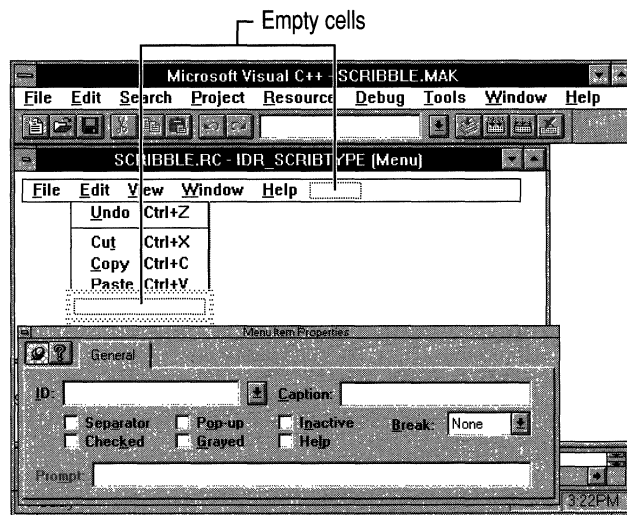 Empty cells
Microsoft Visual C++ - SCRIBBLE.MAK
File Edit Search Project Resource Debug Tools Window Help
SCRIBBLE.RC - IDR_SCRIBTYPE (Menu)
File Edit View Window Help
Undo Ctrl+Z
Cut Ctrl+X
Copy Ctrl+C
Paste Ctrl+V
Menu Item Properties
General
ID: Caption:
Separator Pop-up Inactive Break: None
Checked Grayed Help
Prompt:
3:22PM